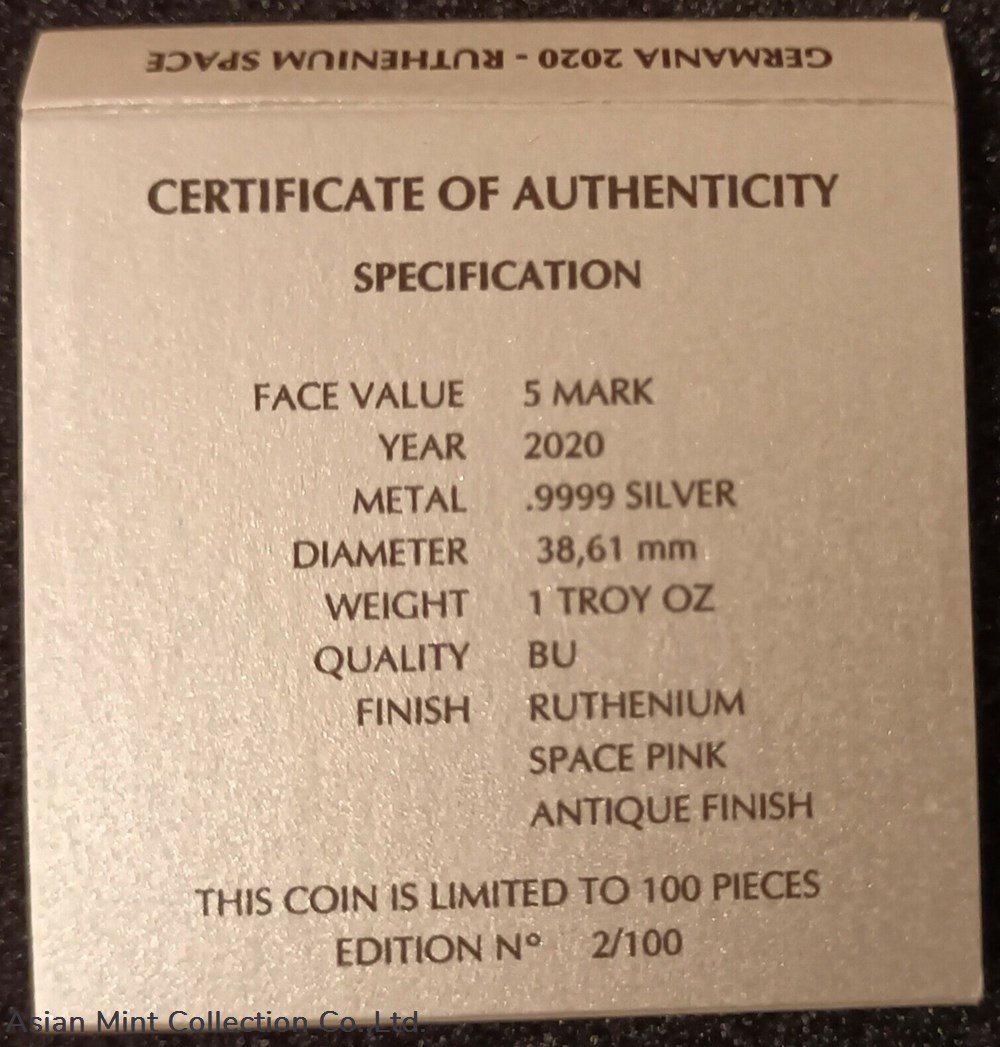 GERMANIA 2020 - RUTHENIUM SPACE
CERTIFICATE OF AUTHENTICITY
SPECIFICATION
FACE VALUE 5 MARK
YEAR 2020
METAL .9999 SILVER
DIAMETER 38,61 mm
WEIGHT 1 TROY OZ
QUALITY BU
FINISH RUTHENIUM
SPACE PINK
ANTIQUE FINISH
THIS COIN IS LIMITED TO 100 PIECES
EDITION Nº 2/100
Asian Mint Collection Co. Ltd.